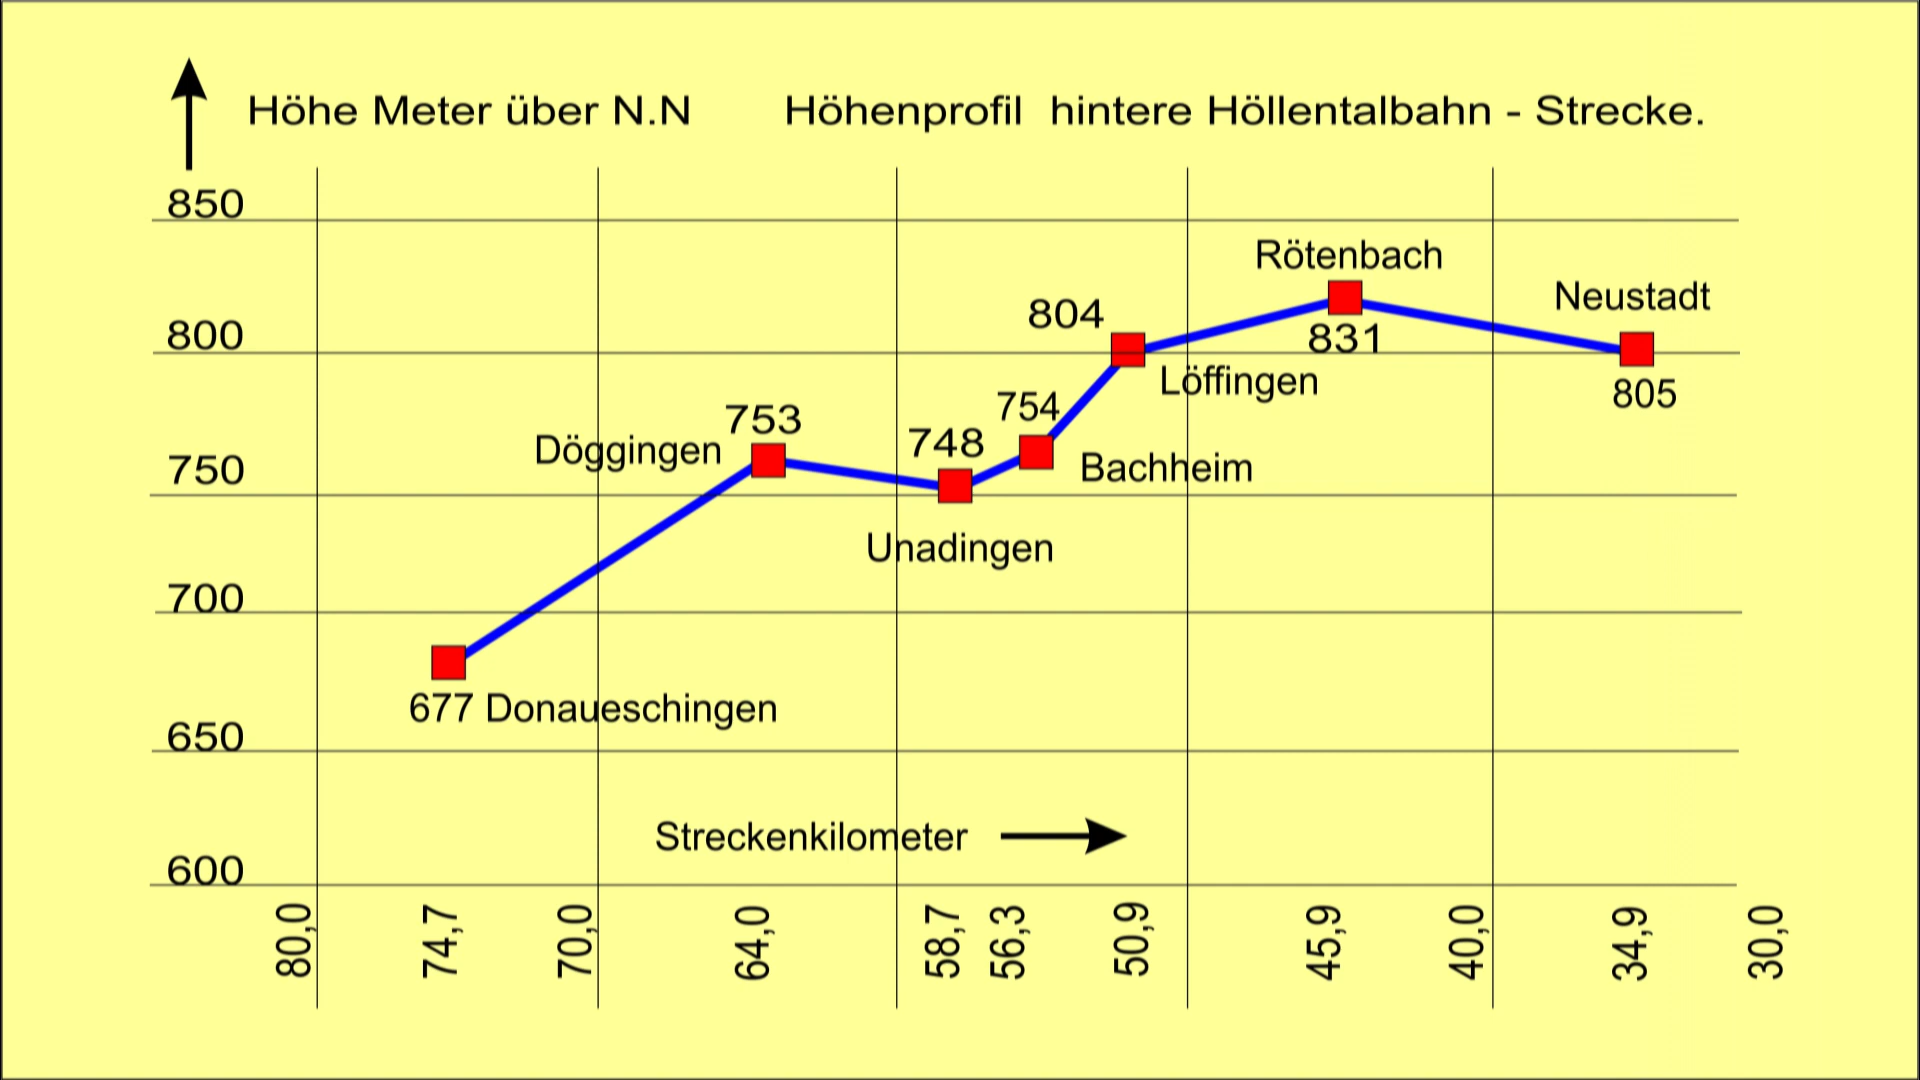 Höhe Meter über N.N
Höhenprofil hintere Höllentalbahn - Strecke.
850
Rötenbach
Neustadt
804
800
831
Löffingen
805
754
753
748
Döggingen
Bachheim
750
Unadingen
700
677 Donaueschingen
650
Streckenkilometer
600
80,0
74,7
70,0
64,0
58,7
56,3
50,9
45,9
40,0
34,9
30,0